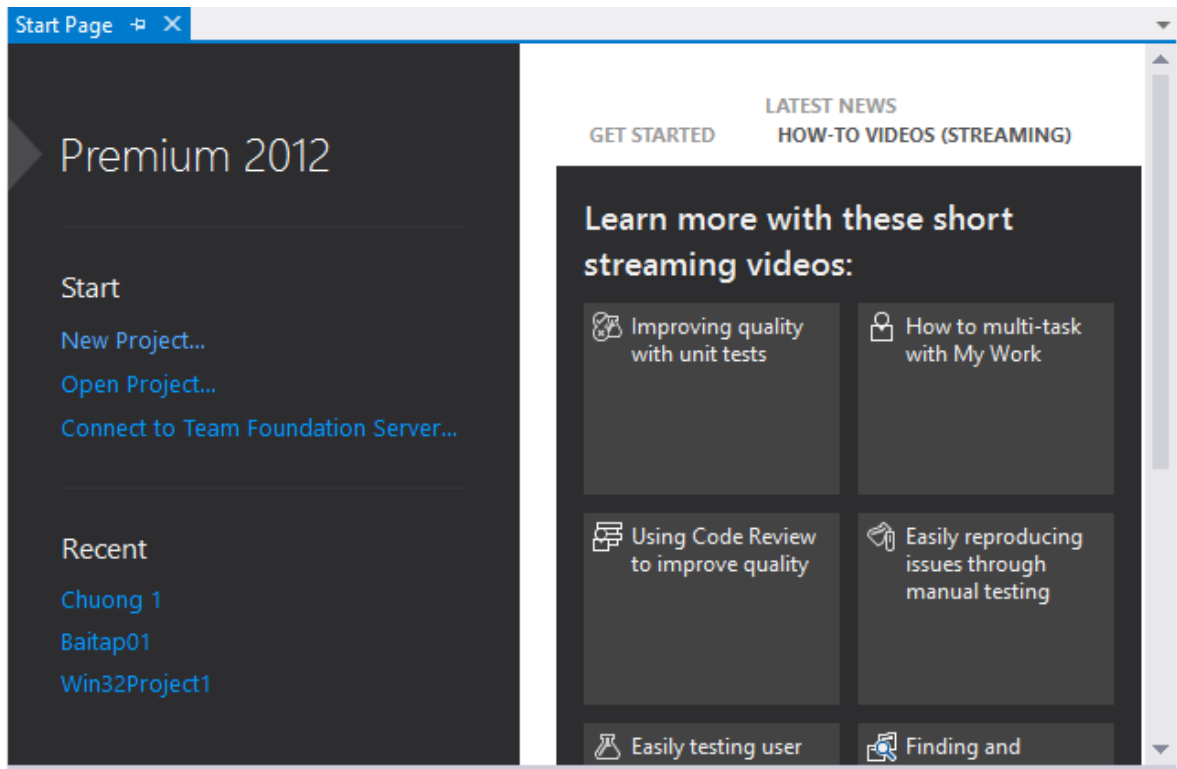 Start Page
Premium 2012
Start
New Project...
Open Project...
Connect to Team Foundation Server...
Recent
Chuong 1
Baitap01
Win32Project1
LATEST NEWS
GET STARTED
HOW-TO VIDEOS (STREAMING)
Learn more with these short
streaming videos:
Improving quality
with unit tests
How to multi-task
with My Work
Using Code Review
to improve quality
Easily reproducing
issues through
manual testing
Easily testing user
Finding and